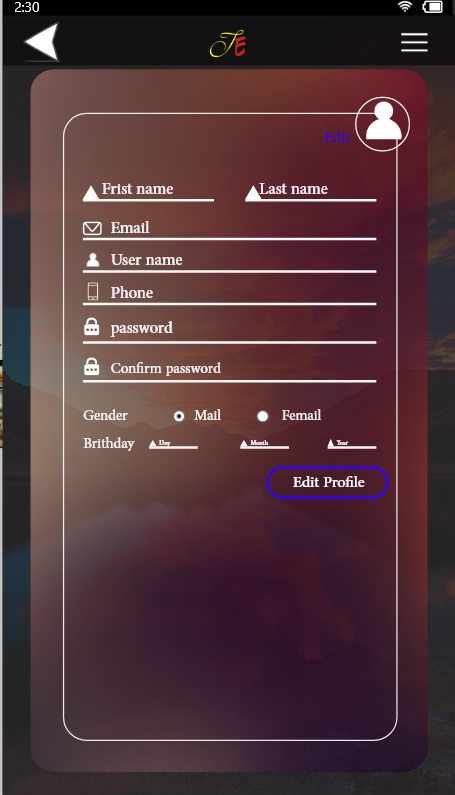 2:30
TE
Edit
Frist name Last name
Email
User name
Phone
password
Confirm password
Gender Mail Femail
Brithday Day Month Year
Edit Profile